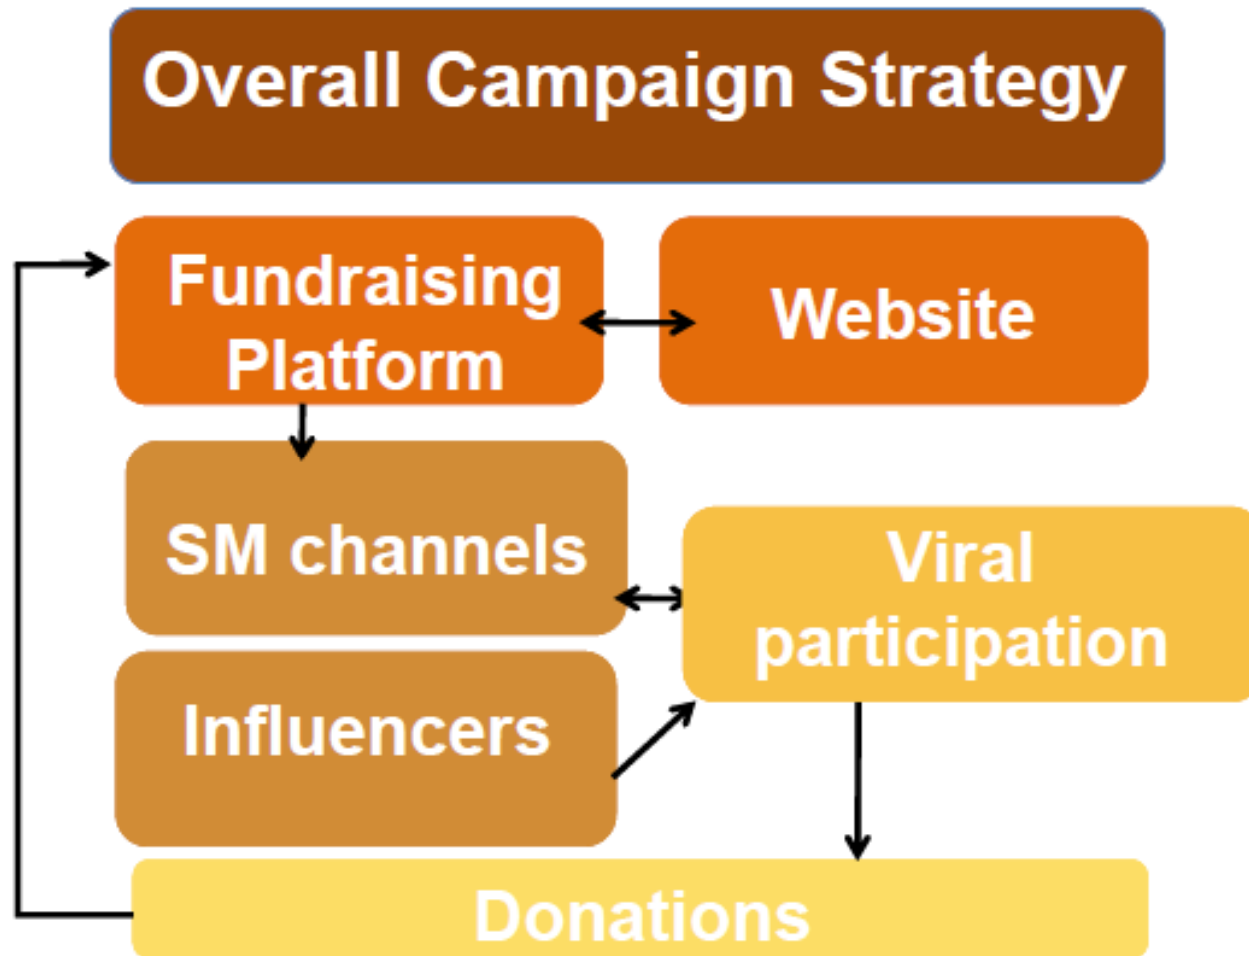 Overall Campaign Strategy
Fundraising
Platform
Website
SM channels
Viral
participation
Influencers
Donations